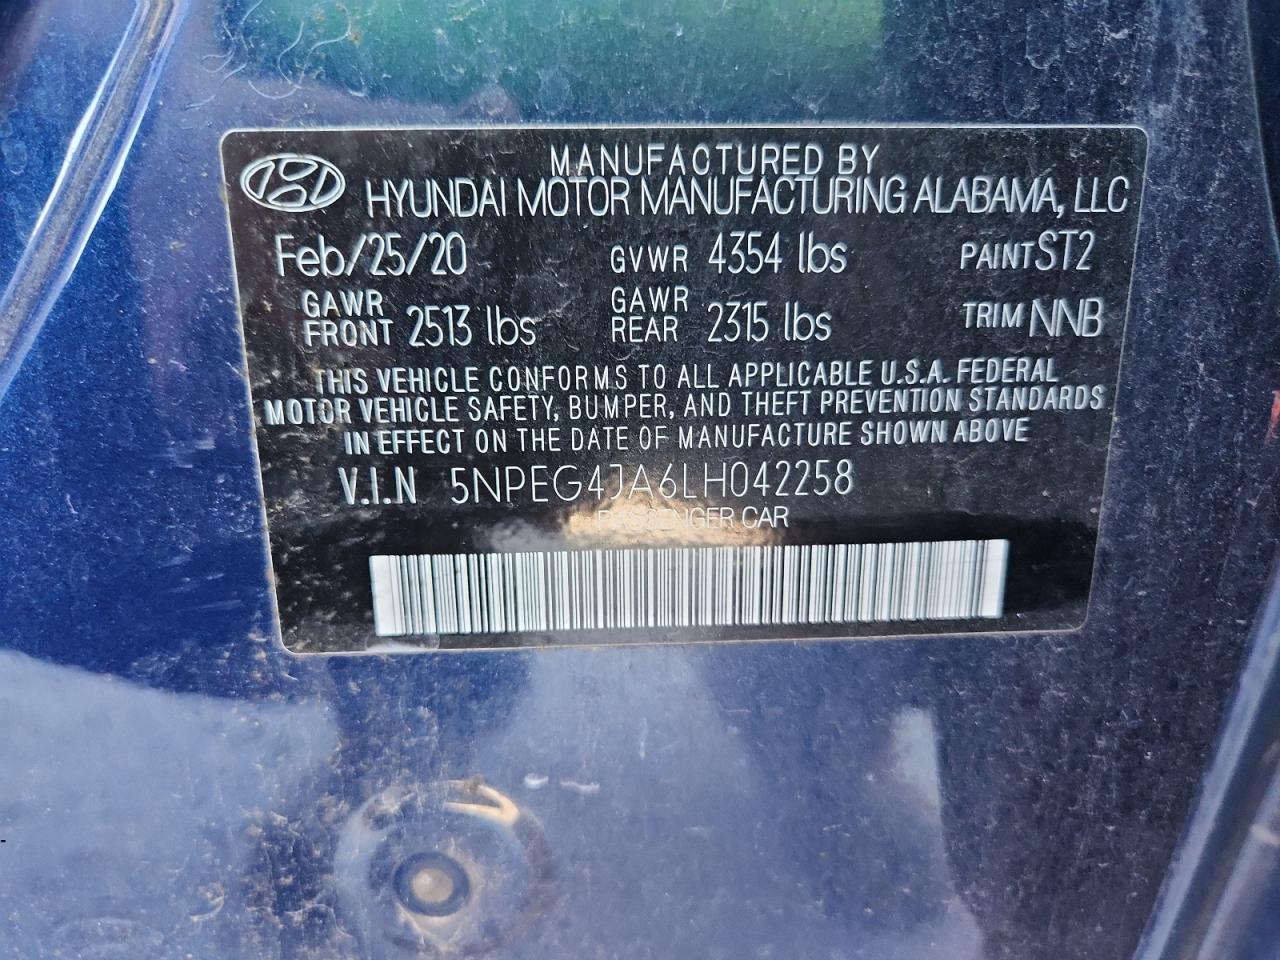 MANUFACTURED BY
HYUNDAI MOTOR MANUFACTURING ALABAMA, LLC
Feb/25/20 GVWR 4354 lbs PAINT ST2
GAWR FRONT 2513 lbs GAWR REAR 2315 lbs TRIM NNB
THIS VEHICLE CONFORMS TO ALL APPLICABLE U.S.A. FEDERAL
MOTOR VEHICLE SAFETY, BUMPER, AND THEFT PREVENTION STANDARDS
IN EFFECT ON THE DATE OF MANUFACTURE SHOWN ABOVE
V.I.N 5NPEG4JA6LH042258
PASSENGER CAR